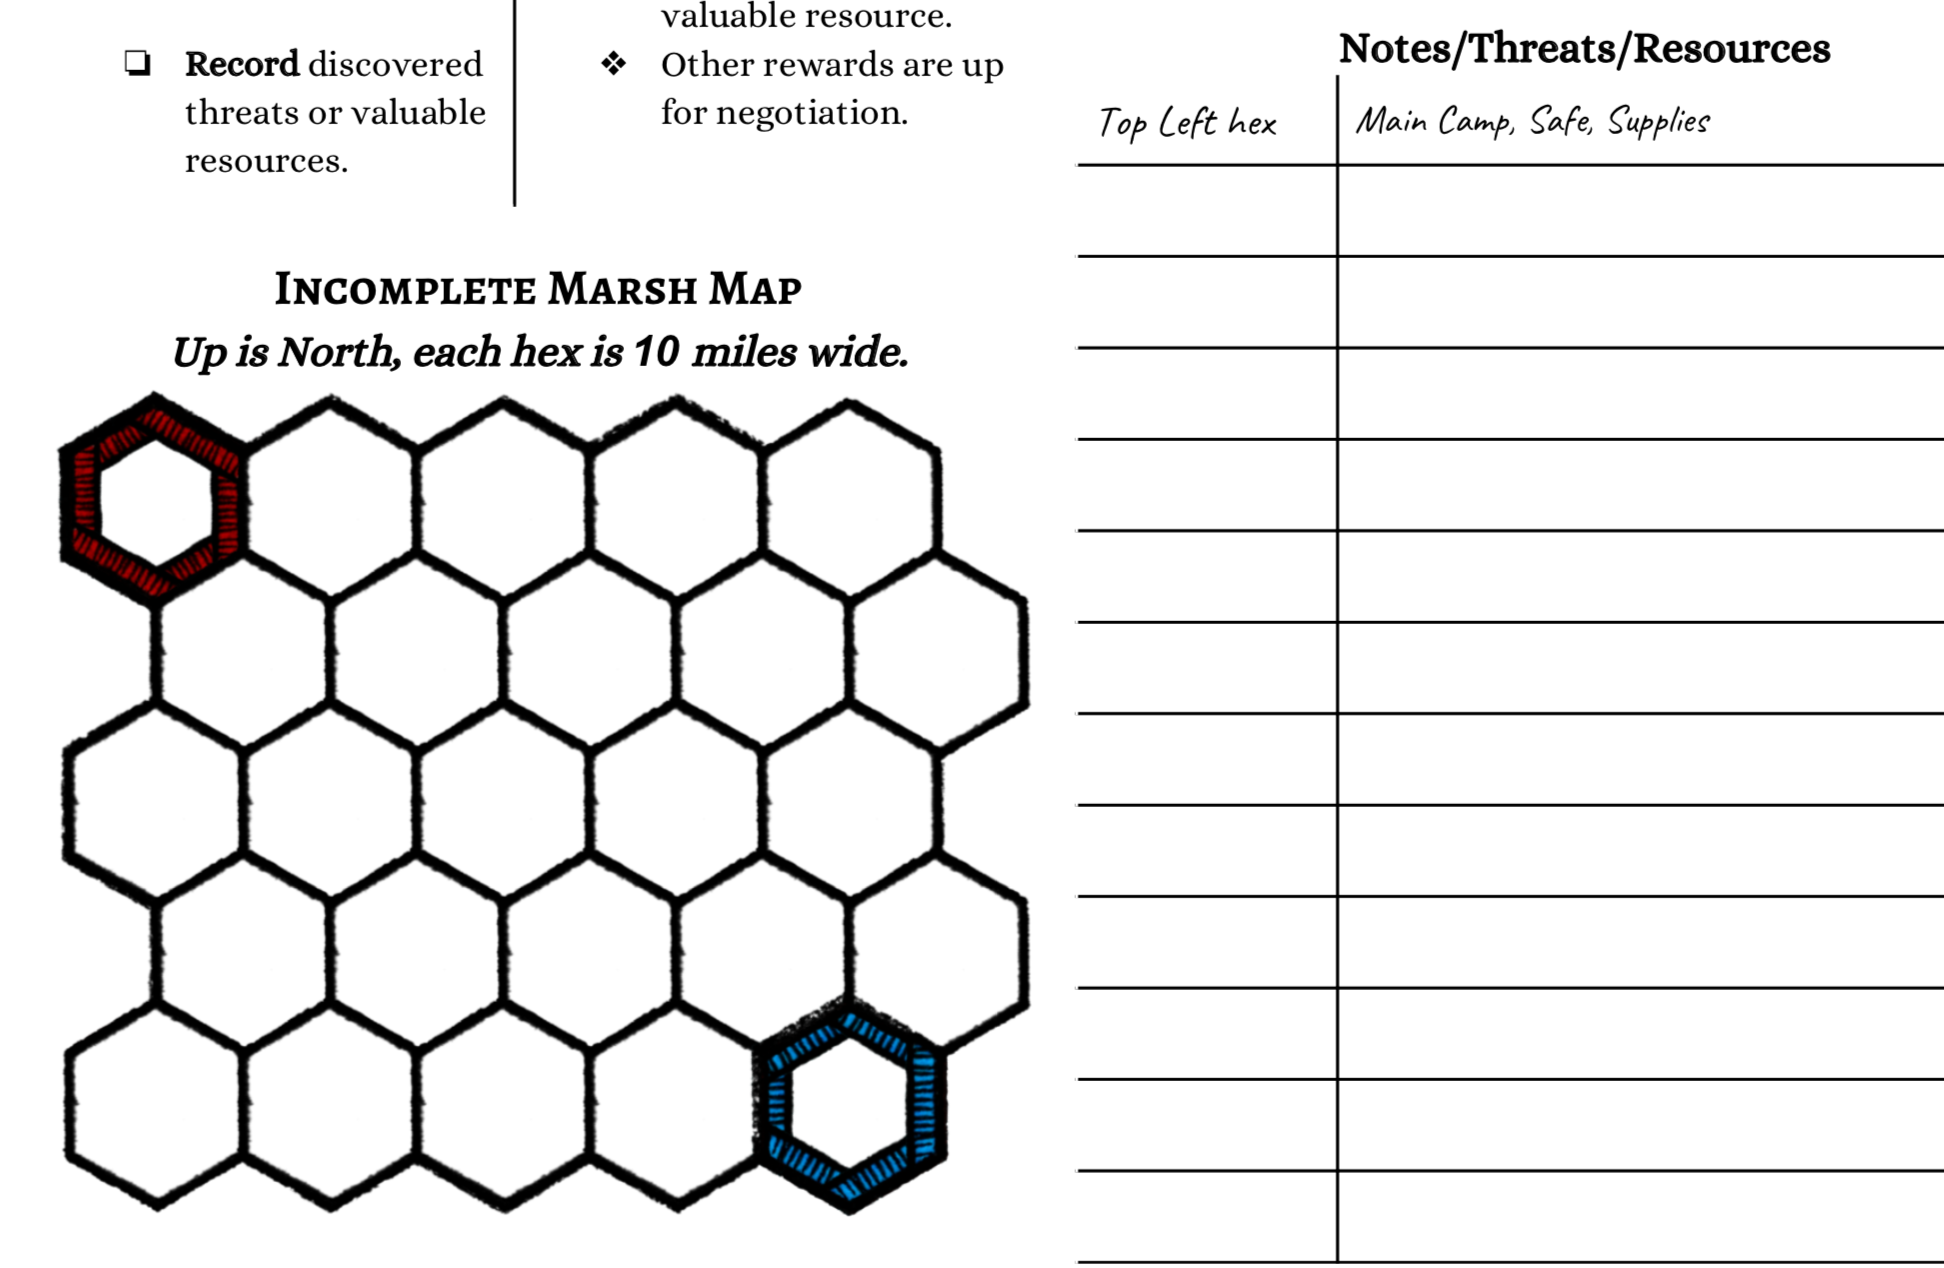 ❏ Record discovered
threats or valuable
resources.
valuable resource.
❖ Other rewards are up
for negotiation.
Incomplete Marsh Map
Up is North, each hex is 10 miles wide.
Notes/Threats/Resources
Top Left hex
Main Camp, Safe, Supplies